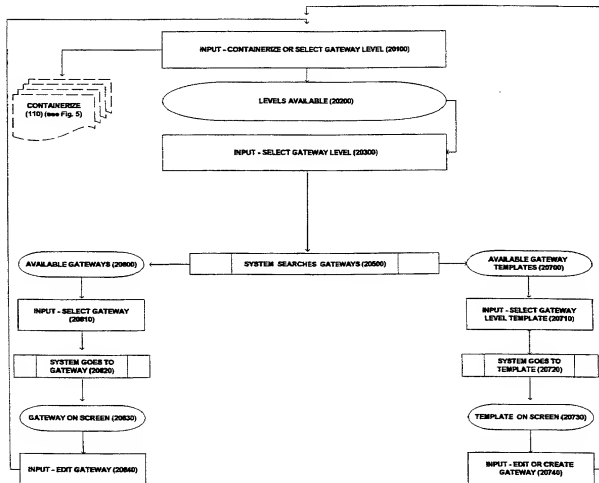 INPUT - CONTAINERIZE OR SELECT GATEWAY LEVEL (20100)
CONTAINERIZE
(110) (see Fig. 5)
LEVELS AVAILABLE (20200)
INPUT - SELECT GATEWAY LEVEL (20300)
AVAILABLE GATEWAYS (20600)
SYSTEM SEARCHES GATEWAYS (20500)
AVAILABLE GATEWAY
TEMPLATES (20700)
INPUT - SELECT GATEWAY
(20610)
INPUT - SELECT GATEWAY
LEVEL TEMPLATE (20710)
SYSTEM GOES TO
GATEWAY (20620)
SYSTEM GOES TO
TEMPLATE (20720)
GATEWAY ON SCREEN (20630)
TEMPLATE ON SCREEN (20730)
INPUT - EDIT GATEWAY (20640)
INPUT - EDIT OR CREATE
GATEWAY (20740)